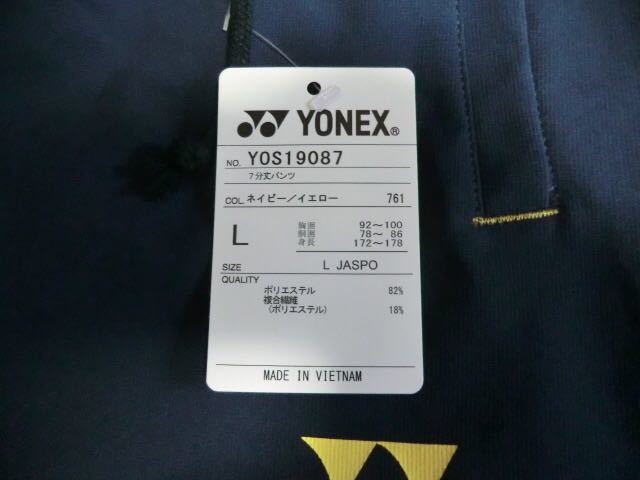 YONEX®
NO. YOS19087
7分丈パンツ
COL. ネイビー/イエロー 761
L 胸囲 92～100
胴囲 78～ 86
身長 172～178
SIZE L JASPO
QUALITY
ポリエステル 82%
複合繊維
(ポリエステル) 18%
MADE IN VIETNAM